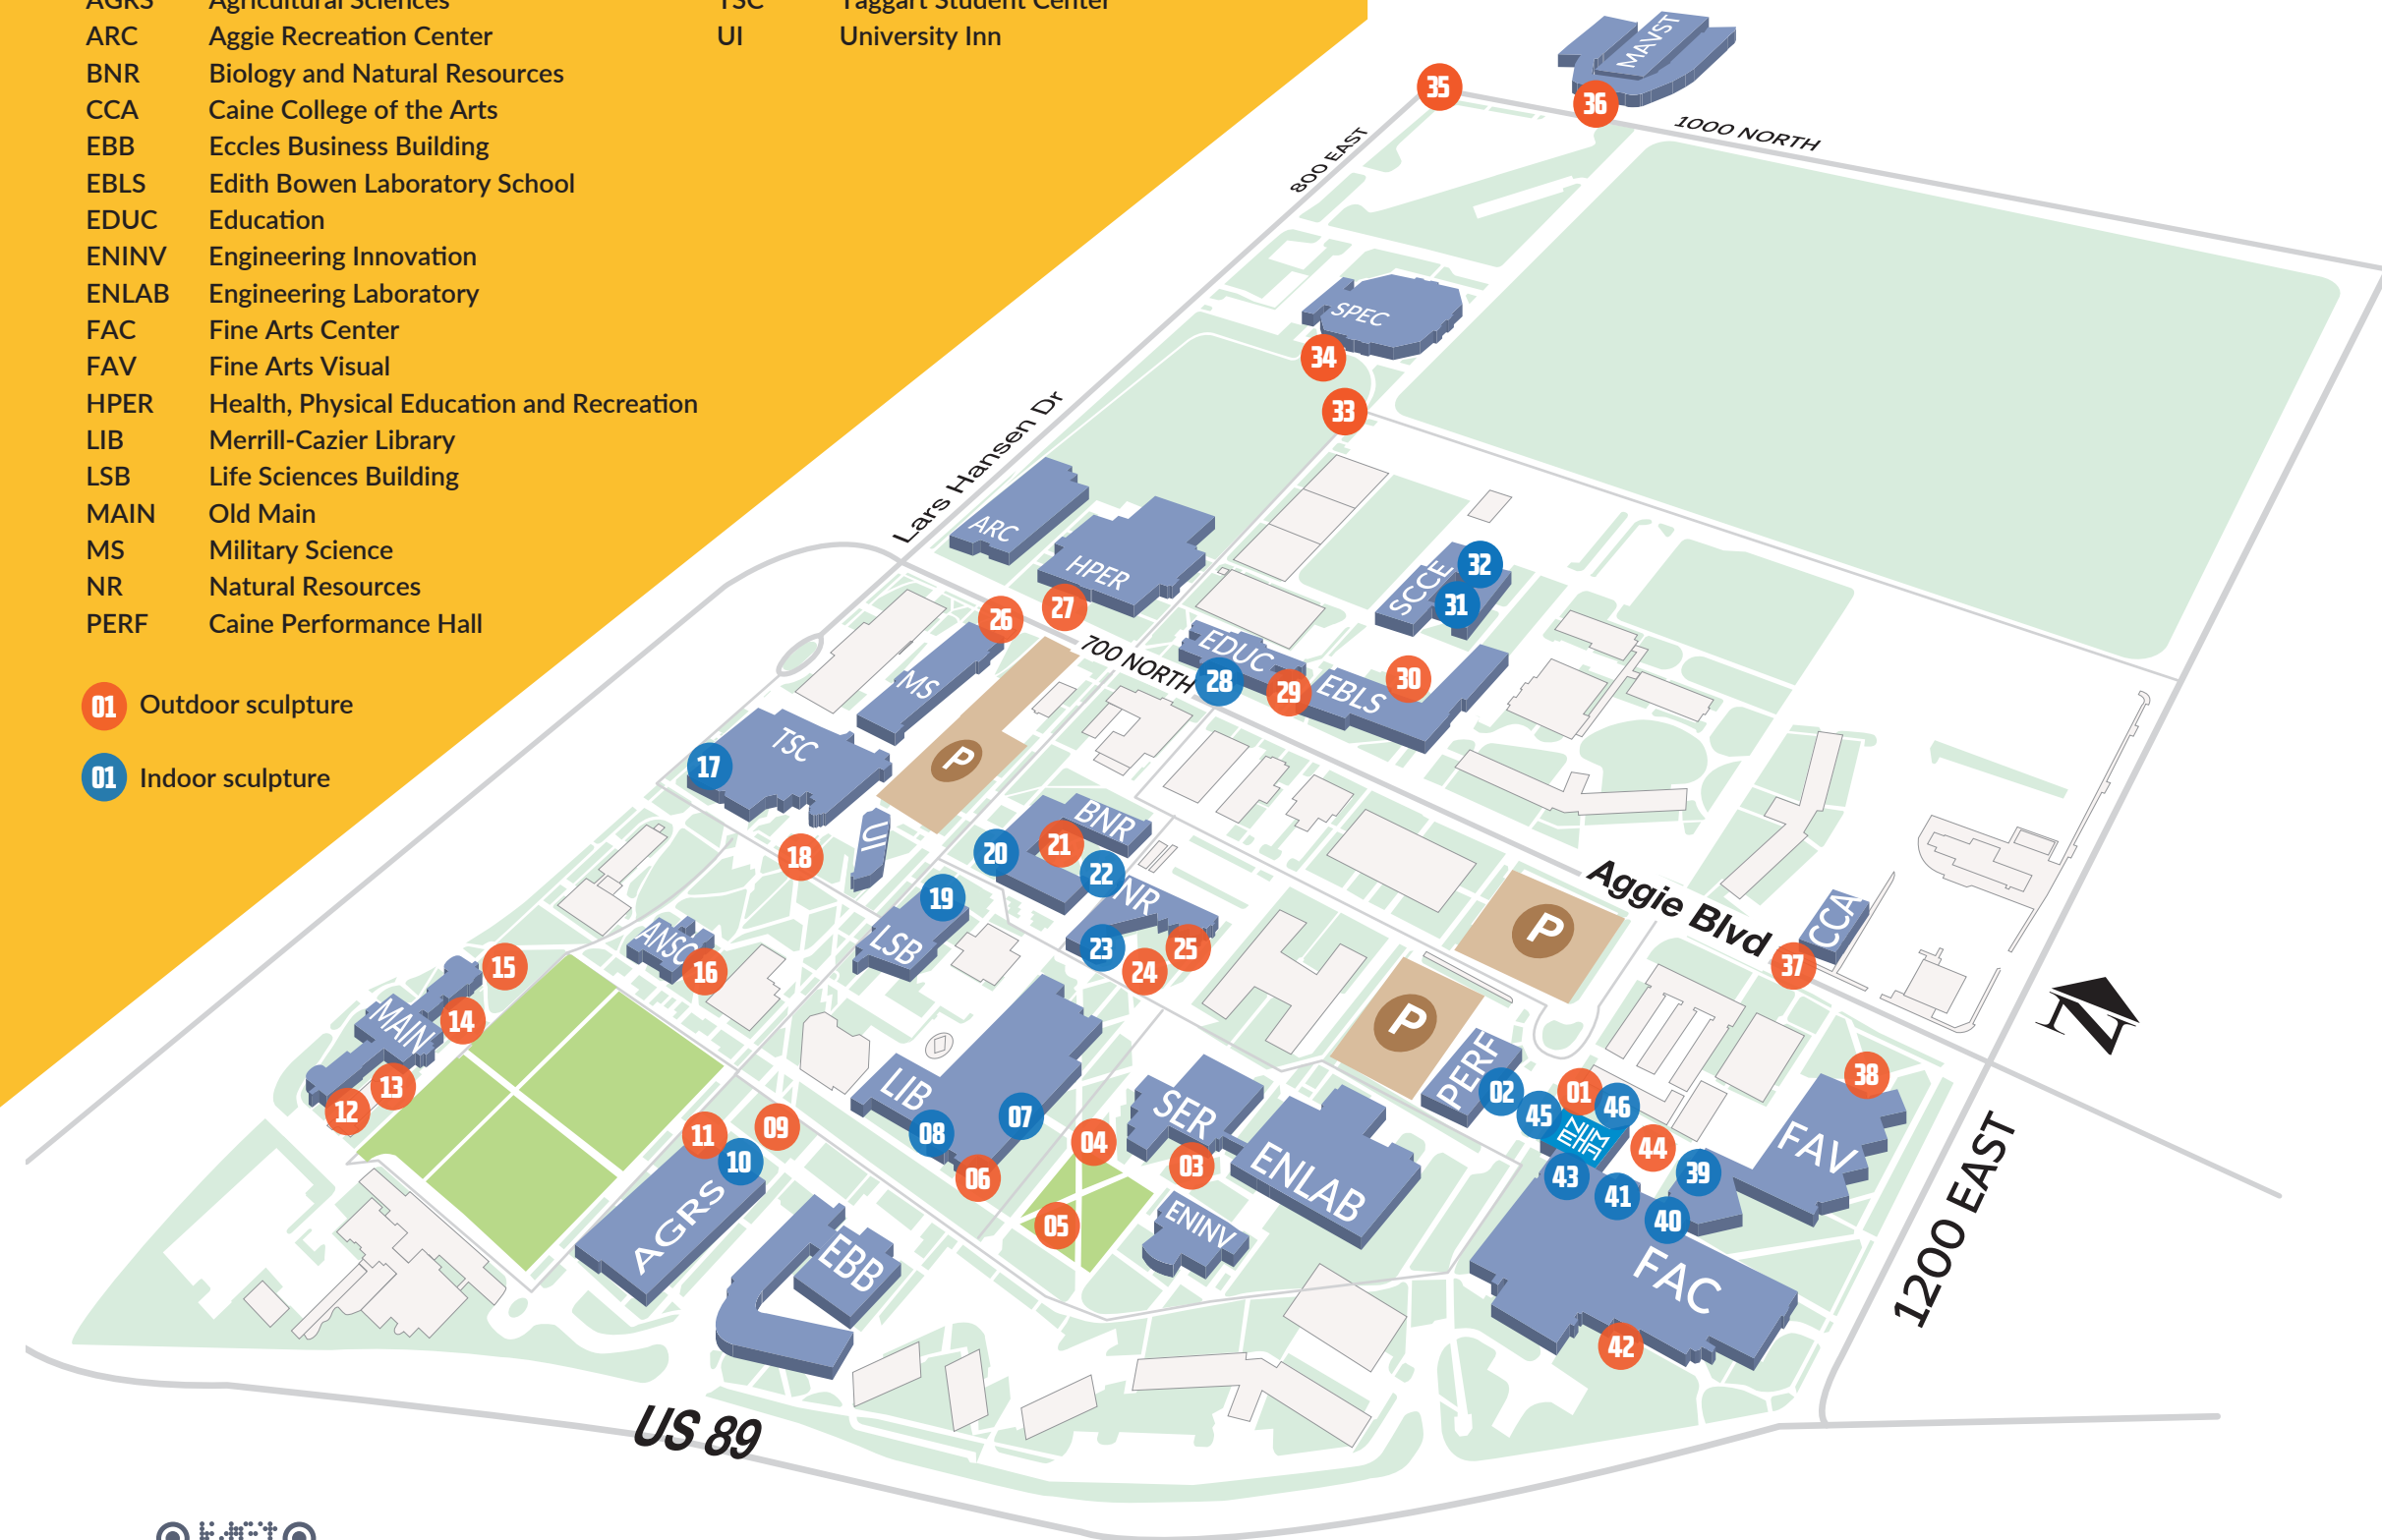 AGRS Agricultural Sciences
ARC Aggie Recreation Center
BNR Biology and Natural Resources
CCA Caine College of the Arts
EBB Eccles Business Building
EBLS Edith Bowen Laboratory School
EDUC Education
ENINV Engineering Innovation
ENLAB Engineering Laboratory
FAC Fine Arts Center
FAV Fine Arts Visual
HPER Health, Physical Education and Recreation
LIB Merrill-Cazier Library
LSB Life Sciences Building
MAIN Old Main
MS Military Science
NR Natural Resources
PERF Caine Performance Hall
TSC Taggart Student Center
UI University Inn
01 Outdoor sculpture
01 Indoor sculpture
MAVST
35
36
1000 NORTH
800 EAST
SPEC
34
33
Lars Hansen Dr
ARC
HPER
32
SCCE
31
26
27
700 NORTH
EDUC
28
29
EBLS
30
MS
TSC
17
P
UI
18
BNR
20
21
22
19
LSB
NR
23
24
25
P
Aggie Blvd
CCA
37
ANSC
16
15
MAIN
14
13
12
P
N
LIB
07
08
06
PERF
02
01
45
46
NEHMA
44
43
41
39
40
38
FAV
SER
04
03
ENLAB
05
ENINV
11
09
10
AGRS
EBB
FAC
42
1200 EAST
US 89